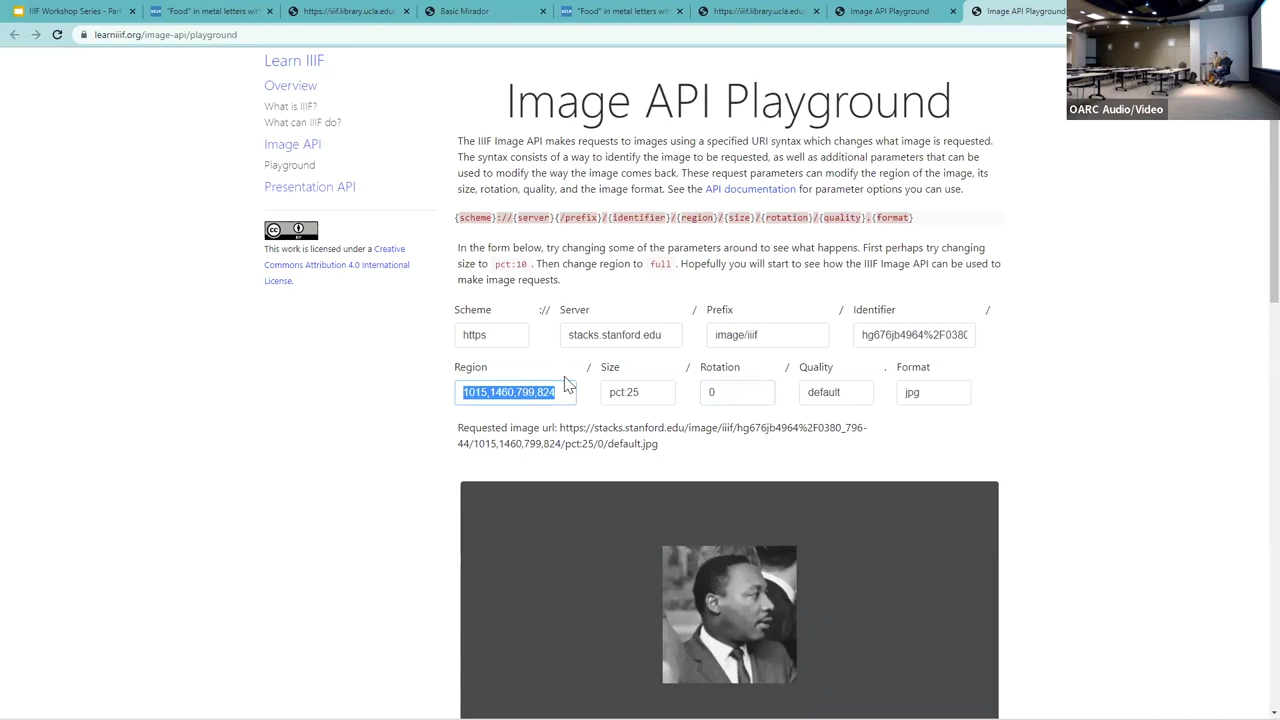 IIIF Workshop Series - Part
"Food" in metal letters with
https://iiif.library.ucla.edu/
Basic Mirador
"Food" in metal letters with
https://iiif.library.ucla.edu/
Image API Playground
Image API Playground
learniiif.org/image-api/playground
OARC Audio/Video
Learn IIIF
Overview
What is IIIF?
What can IIIF do?
Image API
Playground
Presentation API
This work is licensed under a Creative
Commons Attribution 4.0 International
License.
Image API Playground
The IIIF Image API makes requests to images using a specified URI syntax which changes what image is requested.
The syntax consists of a way to identify the image to be requested, as well as additional parameters that can be
used to modify the way the image comes back. These request parameters can modify the region of the image, its
size, rotation, quality, and the image format. See the API documentation for parameter options you can use.
{scheme}://{server}{/prefix}/{identifier}/{region}/{size}/{rotation}/{quality}.{format}
In the form below, try changing some of the parameters around to see what happens. First perhaps try changing
size to pct:10 . Then change region to full . Hopefully you will start to see how the IIIF Image API can be used to
make image requests.
Scheme :// Server / Prefix / Identifier /
https stacks.stanford.edu image/iiif hg676jb4964%2F038(
Region / Size / Rotation / Quality . Format
1015,1460,799,824 pct:25 0 default jpg
Requested image url: https://stacks.stanford.edu/image/iiif/hg676jb4964%2F0380_796-
44/1015,1460,799,824/pct:25/0/default.jpg